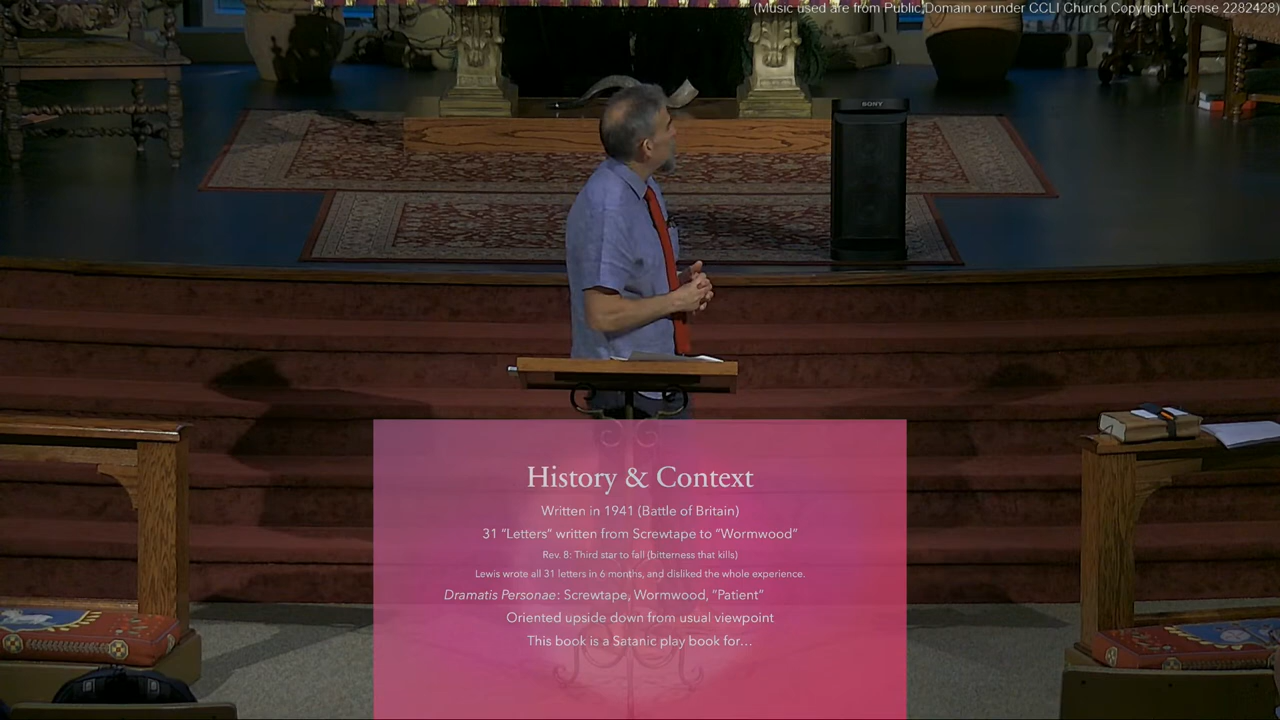 (Music used are from Public Domain or under CCLI Church Copyright License 2282428)
SONY
History & Context
Written in 1941 (Battle of Britain)
31 “Letters” written from Screwtape to “Wormwood”
Rev. 8: Third star to fall (bitterness that kills)
Lewis wrote all 31 letters in 6 months, and disliked the whole experience.
Dramatis Personae: Screwtape, Wormwood, “Patient”
Oriented upside down from usual viewpoint
This book is a Satanic play book for…